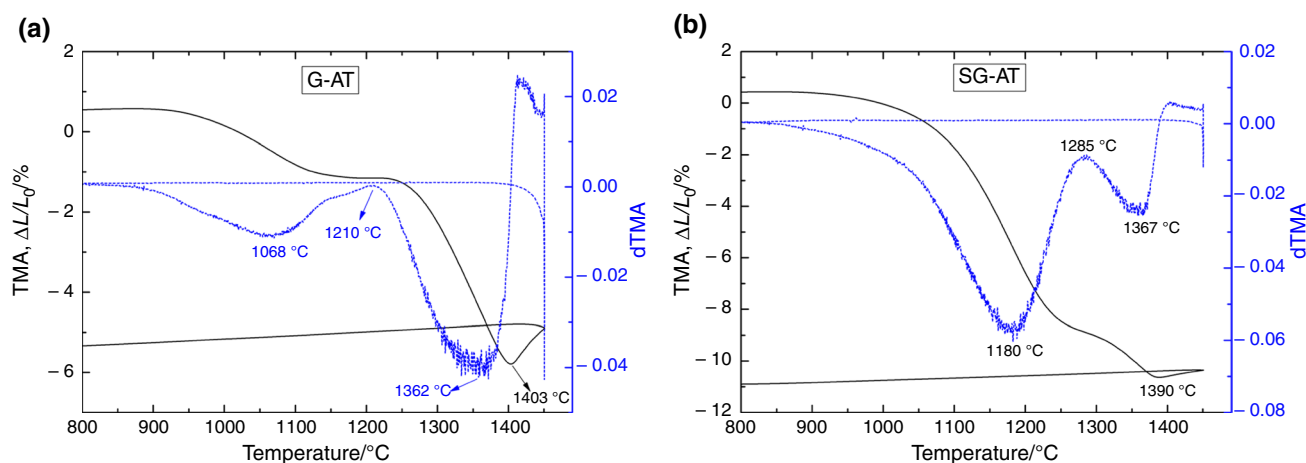 (a)
G-AT
2
0
−2
−4
−6
TMA, ΔL/L0/%
0.02
0.00
−0.02
−0.04
dTMA
1068 °C
1210 °C
1362 °C
1403 °C
800 900 1000 1100 1200 1300 1400
Temperature/°C
(b)
SG-AT
2
0
−2
−4
−6
−8
−10
−12
TMA, ΔL/L0/%
0.02
0.00
−0.02
−0.04
−0.06
−0.08
dTMA
1285 °C
1367 °C
1180 °C
1390 °C
800 900 1000 1100 1200 1300 1400
Temperature/°C